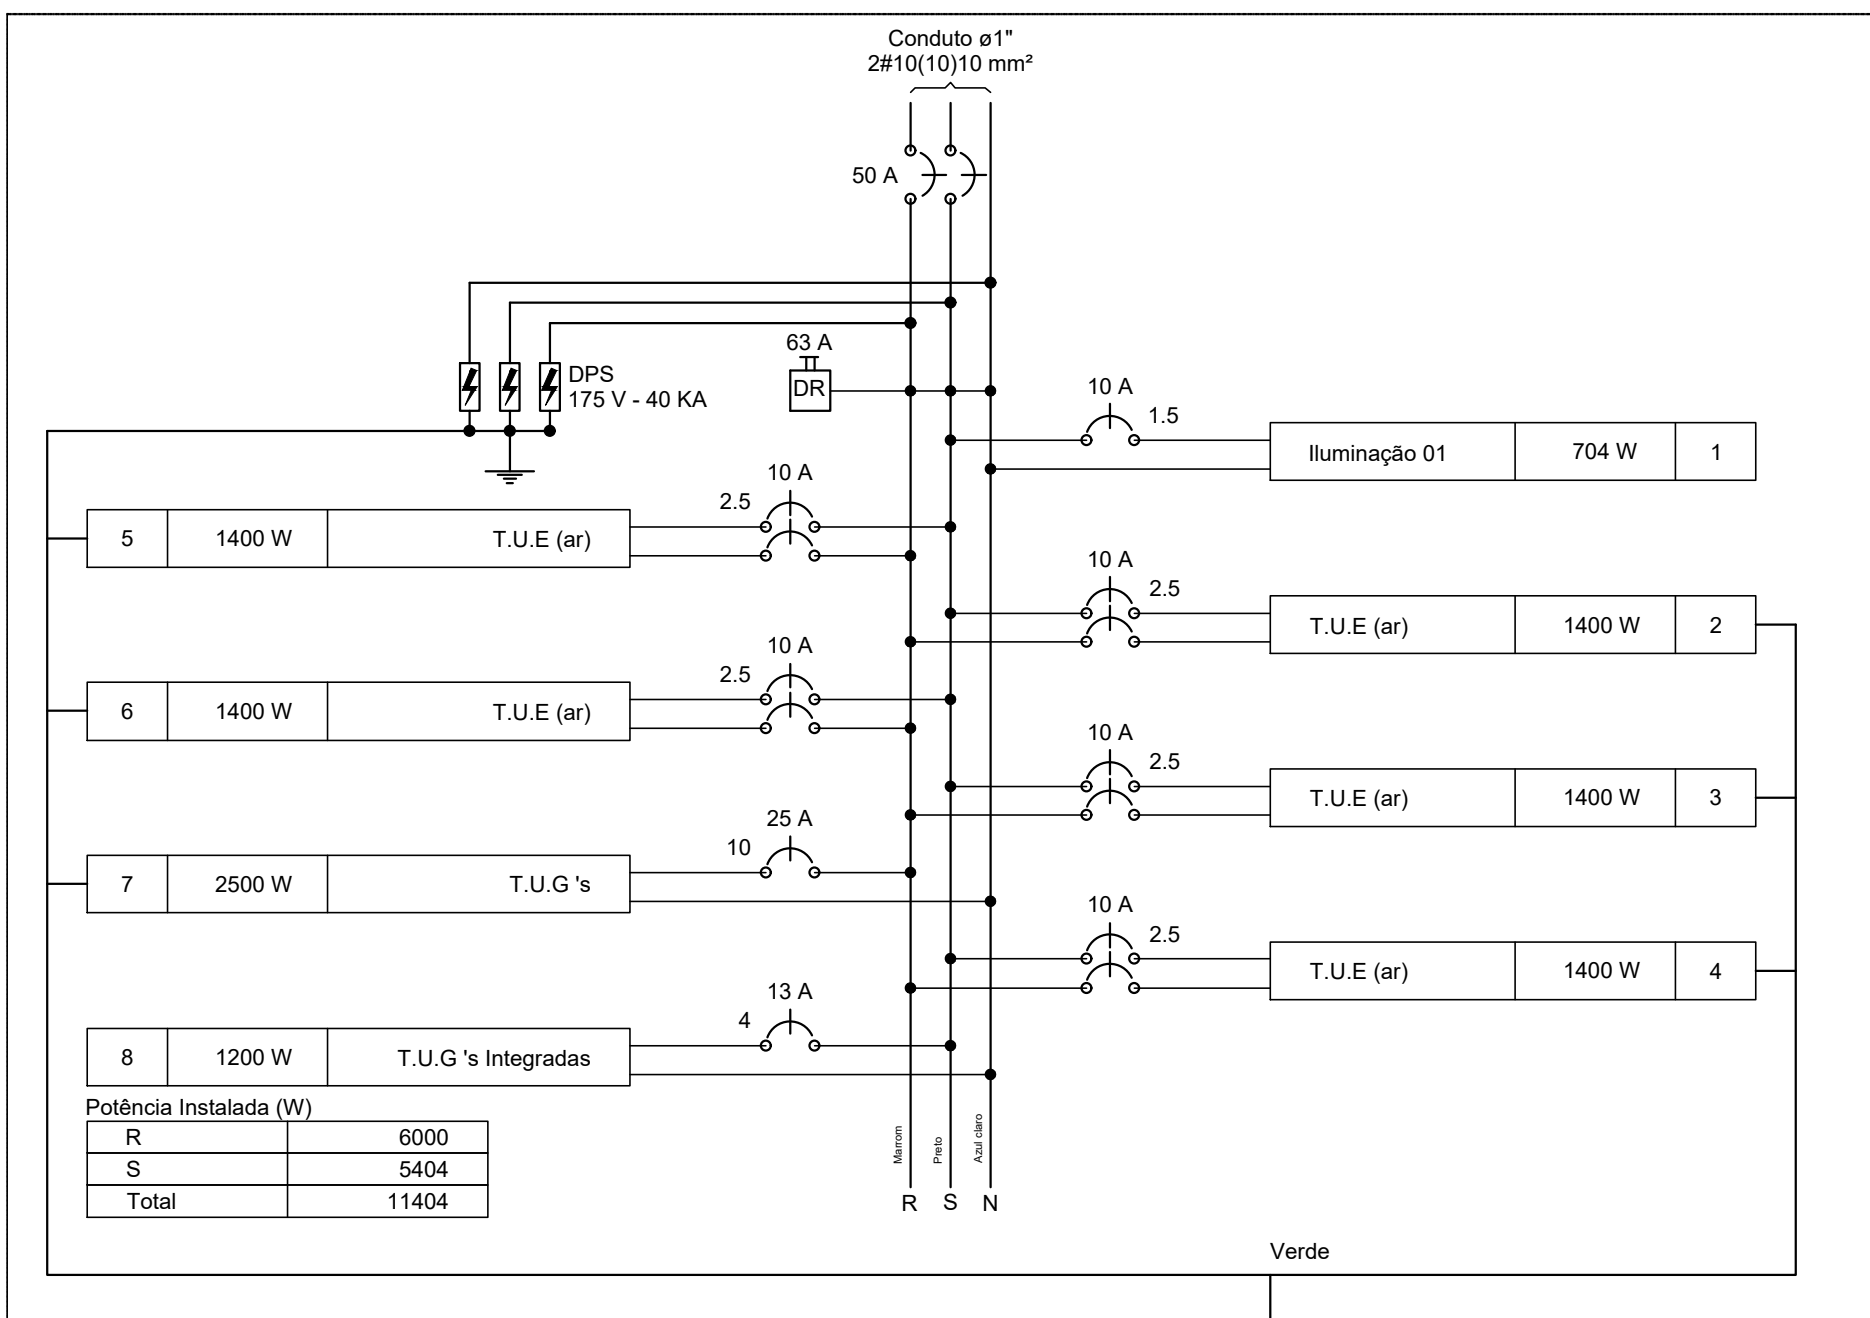 Conduto ø1"
2#10(10)10 mm²
50 A
63 A
DR
DPS
175 V - 40 KA
10 A
1.5
Iluminação 01 704 W 1
10 A
2.5
5 1400 W T.U.E (ar)
10 A
2.5
T.U.E (ar) 1400 W 2
10 A
2.5
6 1400 W T.U.E (ar)
10 A
2.5
T.U.E (ar) 1400 W 3
25 A
10
7 2500 W T.U.G 's
10 A
2.5
T.U.E (ar) 1400 W 4
13 A
4
8 1200 W T.U.G 's Integradas
Potência Instalada (W)
R 6000
S 5404
Total 11404
Marrom
Preto
Azul claro
R S N
Verde